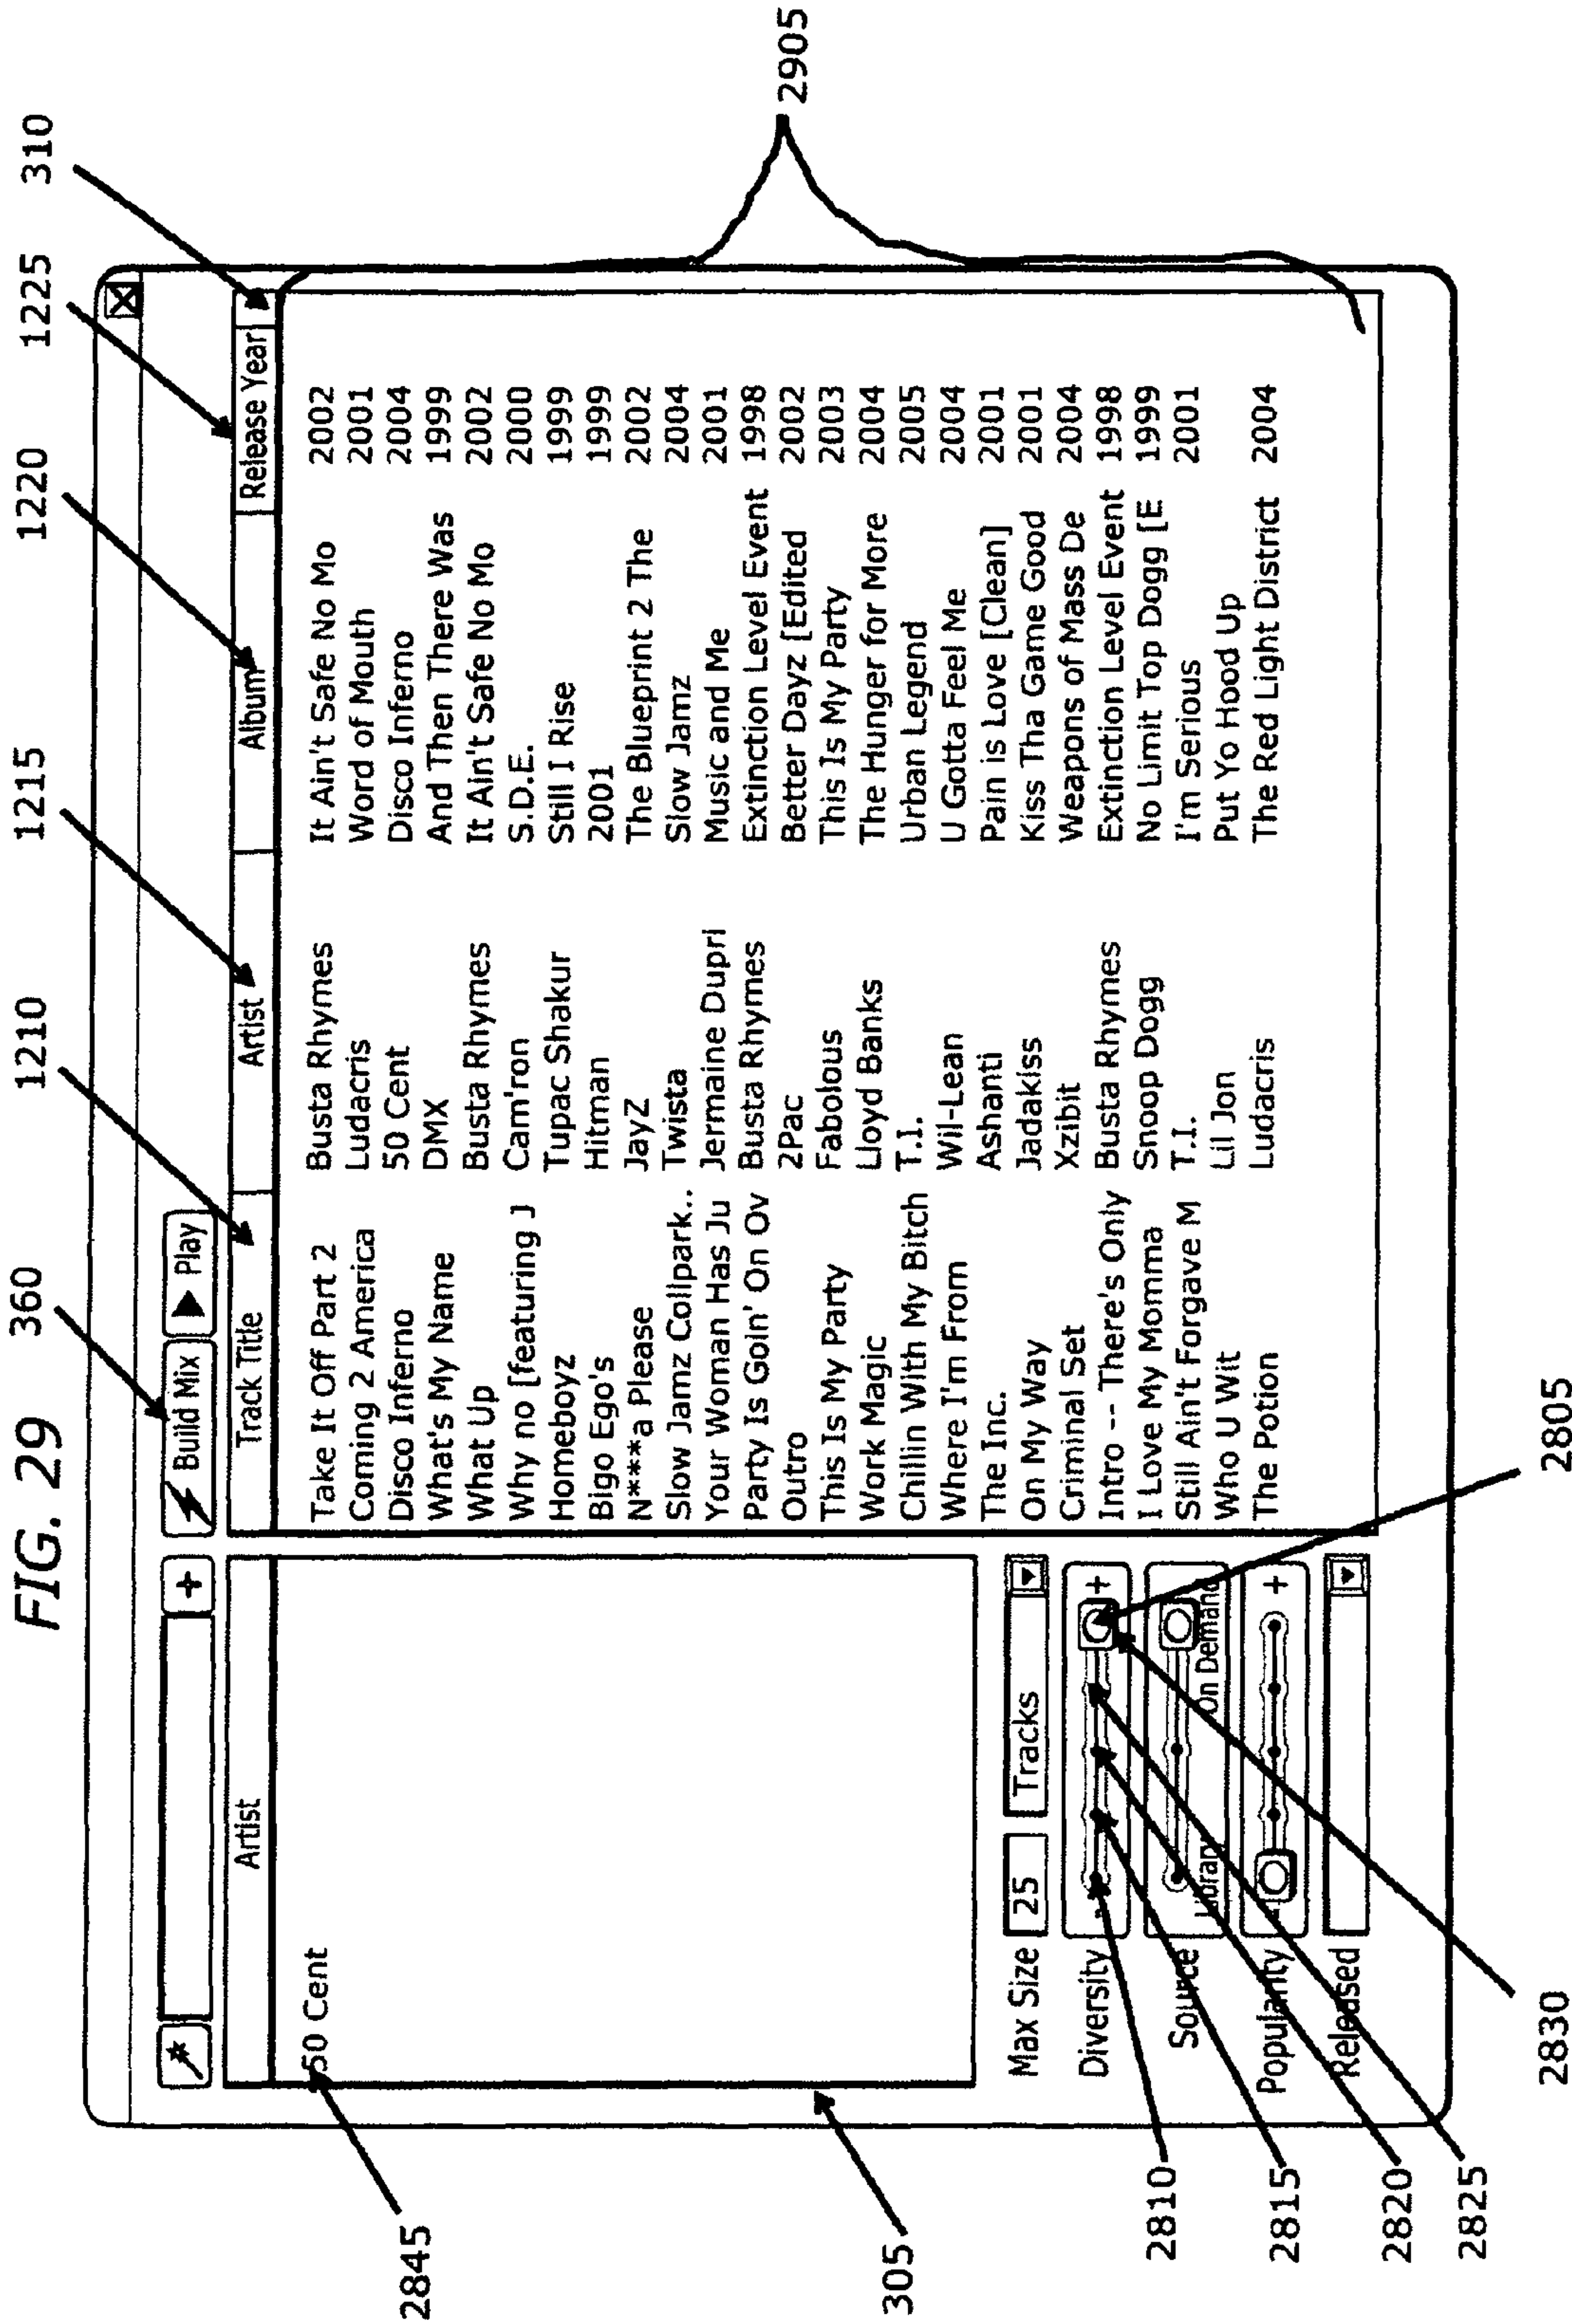 FIG. 29
360 1210 1215 1220 1225 310
+ Build Mix Play
Artist Track Title Artist Album Release Year
2845
50 Cent
Take It Off Part 2 Busta Rhymes It Ain't Safe No Mo 2002
Coming 2 America Ludacris Word of Mouth 2001
Disco Inferno 50 Cent Disco Inferno 2004
What's My Name DMX And Then There Was 1999
What Up Busta Rhymes It Ain't Safe No Mo 2002
Why no [featuring J Cam'ron S.D.E. 2000
Homeboyz Tupac Shakur Still I Rise 1999
Bigo Ego's Hitman 2001 1999
N***a Please JayZ The Blueprint 2 The 2002
Slow Jamz Collpark.. Twista Slow Jamz 2004
Your Woman Has Ju Jermaine Dupri Music and Me 2001
Party Is Goin' On Ov Busta Rhymes Extinction Level Event 1998
Outro 2Pac Better Dayz [Edited 2002
This Is My Party Fabolous This Is My Party 2003
Work Magic Lloyd Banks The Hunger for More 2004
Chillin With My Bitch T.I. Urban Legend 2005
Where I'm From Wil-Lean U Gotta Feel Me 2004
The Inc. Ashanti Pain is Love [Clean] 2001
On My Way Jadakiss Kiss Tha Game Good 2001
Criminal Set Xzibit Weapons of Mass De 2004
Intro -- There's Only Busta Rhymes Extinction Level Event 1998
I Love My Momma Snoop Dogg No Limit Top Dogg [E 1999
Still Ain't Forgave M T.I. I'm Serious 2001
Who U Wit Lil Jon Put Yo Hood Up
The Potion Ludacris The Red Light District 2004
2905
305
Max Size 25 Tracks
Diversity - +
Source Library On Demand
Popularity - +
Released
2810
2815
2820
2825
2830
2805